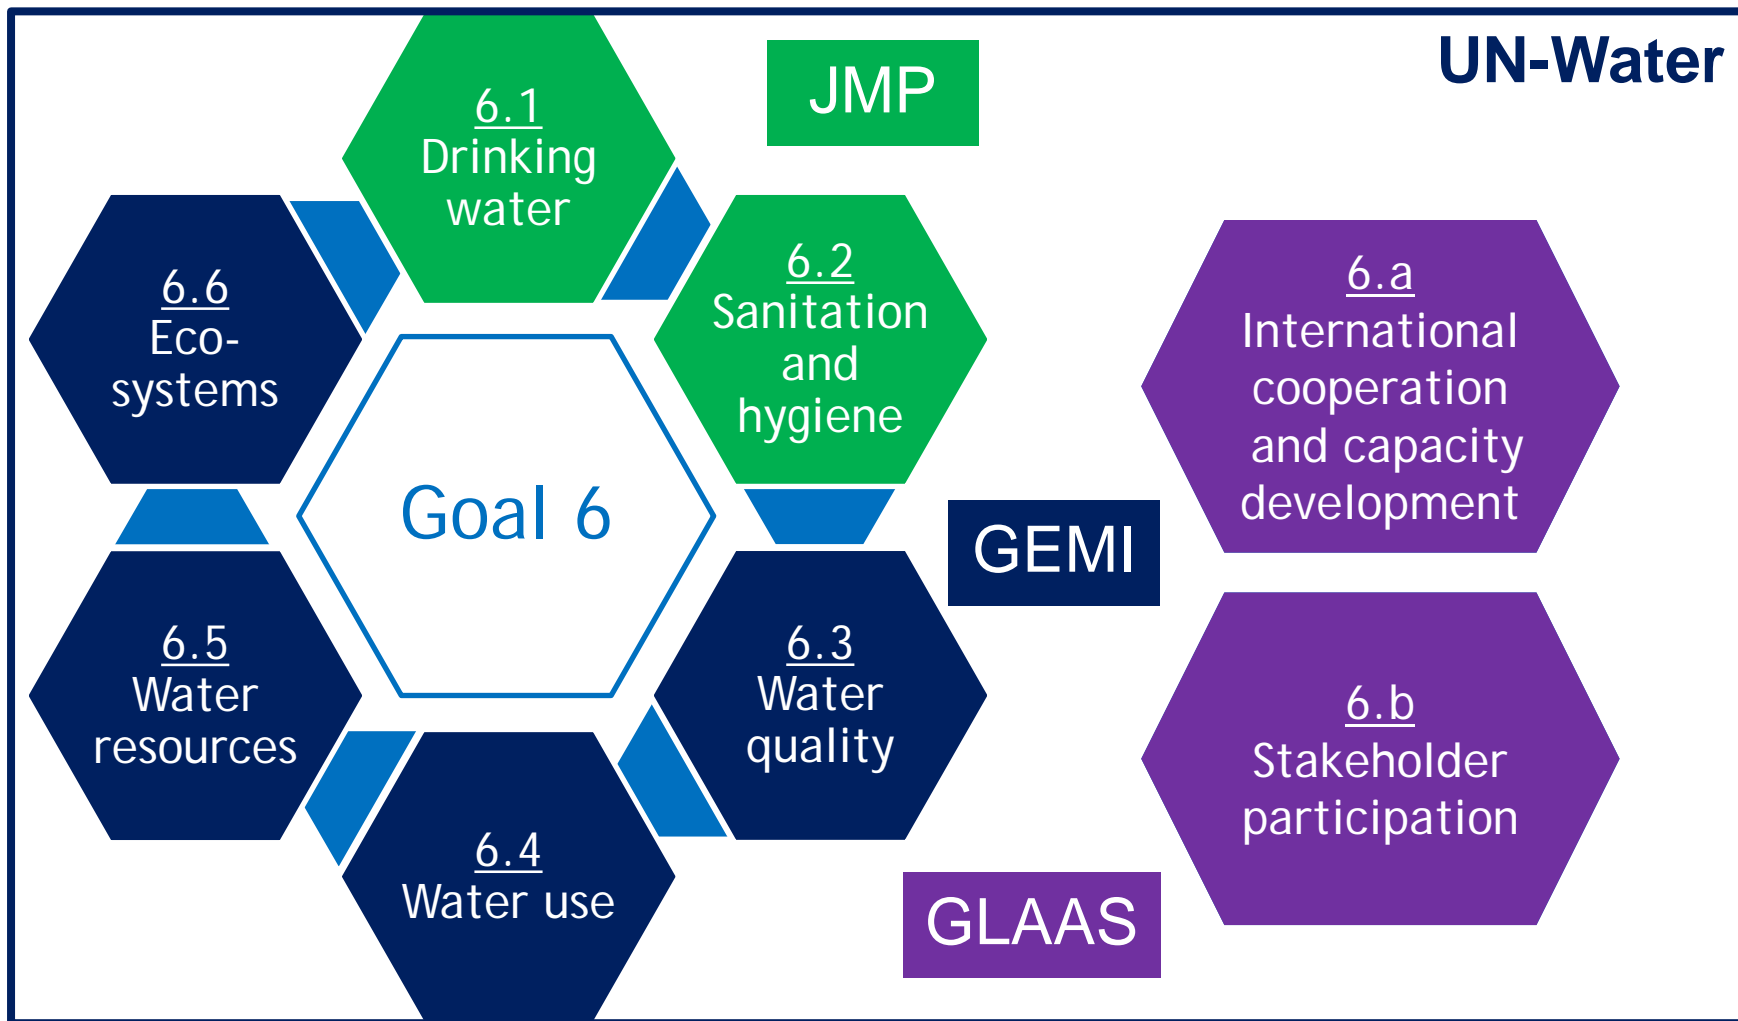 UN-Water
JMP
6.1
Drinking
water
6.2
Sanitation
and
hygiene
6.6
Eco-
systems
Goal 6
6.a
International
cooperation
and capacity
development
GEMI
6.5
Water
resources
6.3
Water
quality
6.b
Stakeholder
participation
6.4
Water use
GLAAS